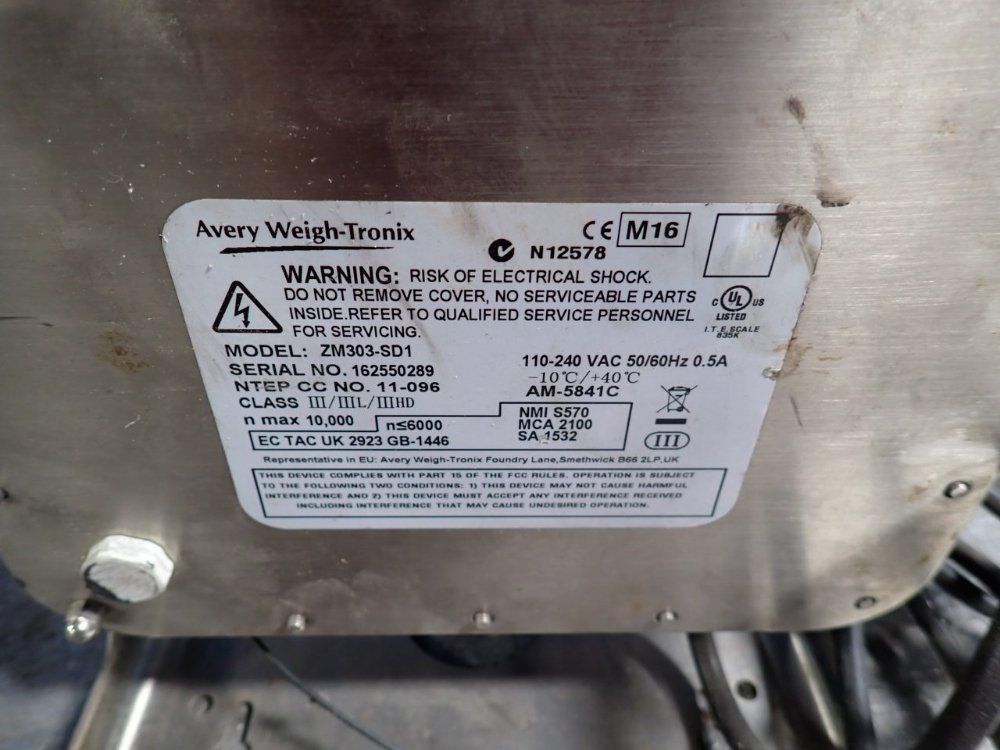 Avery Weigh-Tronix
CE M16
N12578
WARNING: RISK OF ELECTRICAL SHOCK.
DO NOT REMOVE COVER, NO SERVICEABLE PARTS
INSIDE.REFER TO QUALIFIED SERVICE PERSONNEL
FOR SERVICING.
C UL US
LISTED
I.T.E.SCALE
835K
MODEL: ZM303-SD1
SERIAL NO. 162550289
NTEP CC NO. 11-096
CLASS III/IIIL/IIIHD
n max 10,000
n≤6000
EC TAC UK 2923 GB-1446
110-240 VAC 50/60Hz 0.5A
-10℃/+40℃
AM-5841C
NMI S570
MCA 2100
SA 1532
III
Representative in EU: Avery Weigh-Tronix Foundry Lane,Smethwick B66 2LP,UK
THIS DEVICE COMPLIES WITH PART 15 OF THE FCC RULES. OPERATION IS SUBJECT
TO THE FOLLOWING TWO CONDITIONS: 1) THIS DEVICE MAY NOT CAUSE HARMFUL
INTERFERENCE AND 2) THIS DEVICE MUST ACCEPT ANY INTERFERENCE RECEIVED
INCLUDING INTERFERENCE THAT MAY CAUSE UNDESIRED OPERATION.